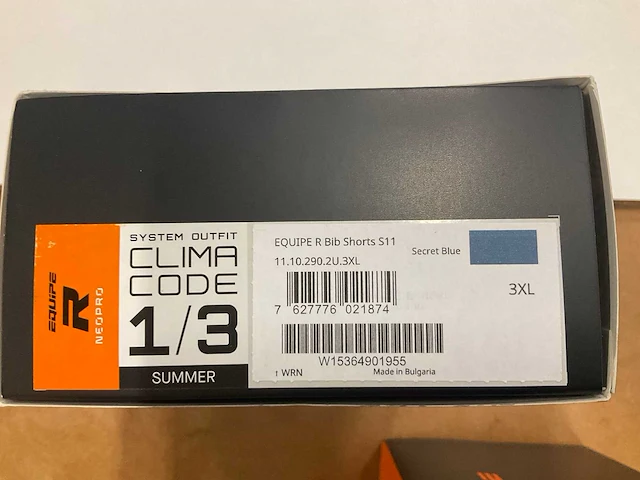 EQUIPE
R
NEOPRO
SYSTEM OUTFIT
CLIMA
CODE
1/3
SUMMER
EQUIPE R Bib Shorts S11
11.10.290.2U.3XL
Secret Blue
3XL
7 627776 021874
W15364901955
↑ WRN
Made in Bulgaria